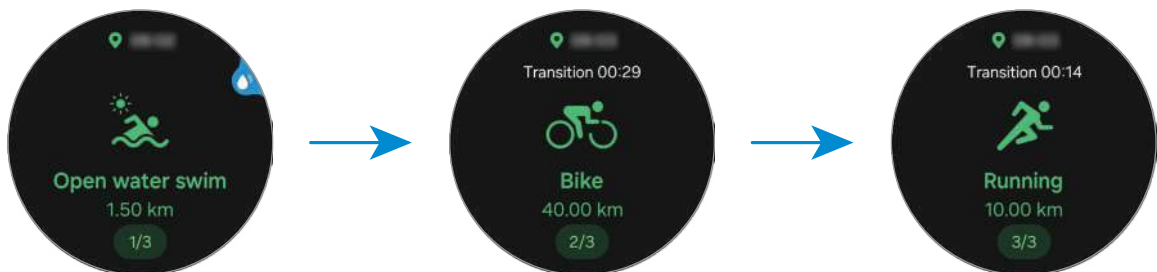 Open water swim
1.50 km
1/3
Transition 00:29
Bike
40.00 km
2/3
Transition 00:14
Running
10.00 km
3/3